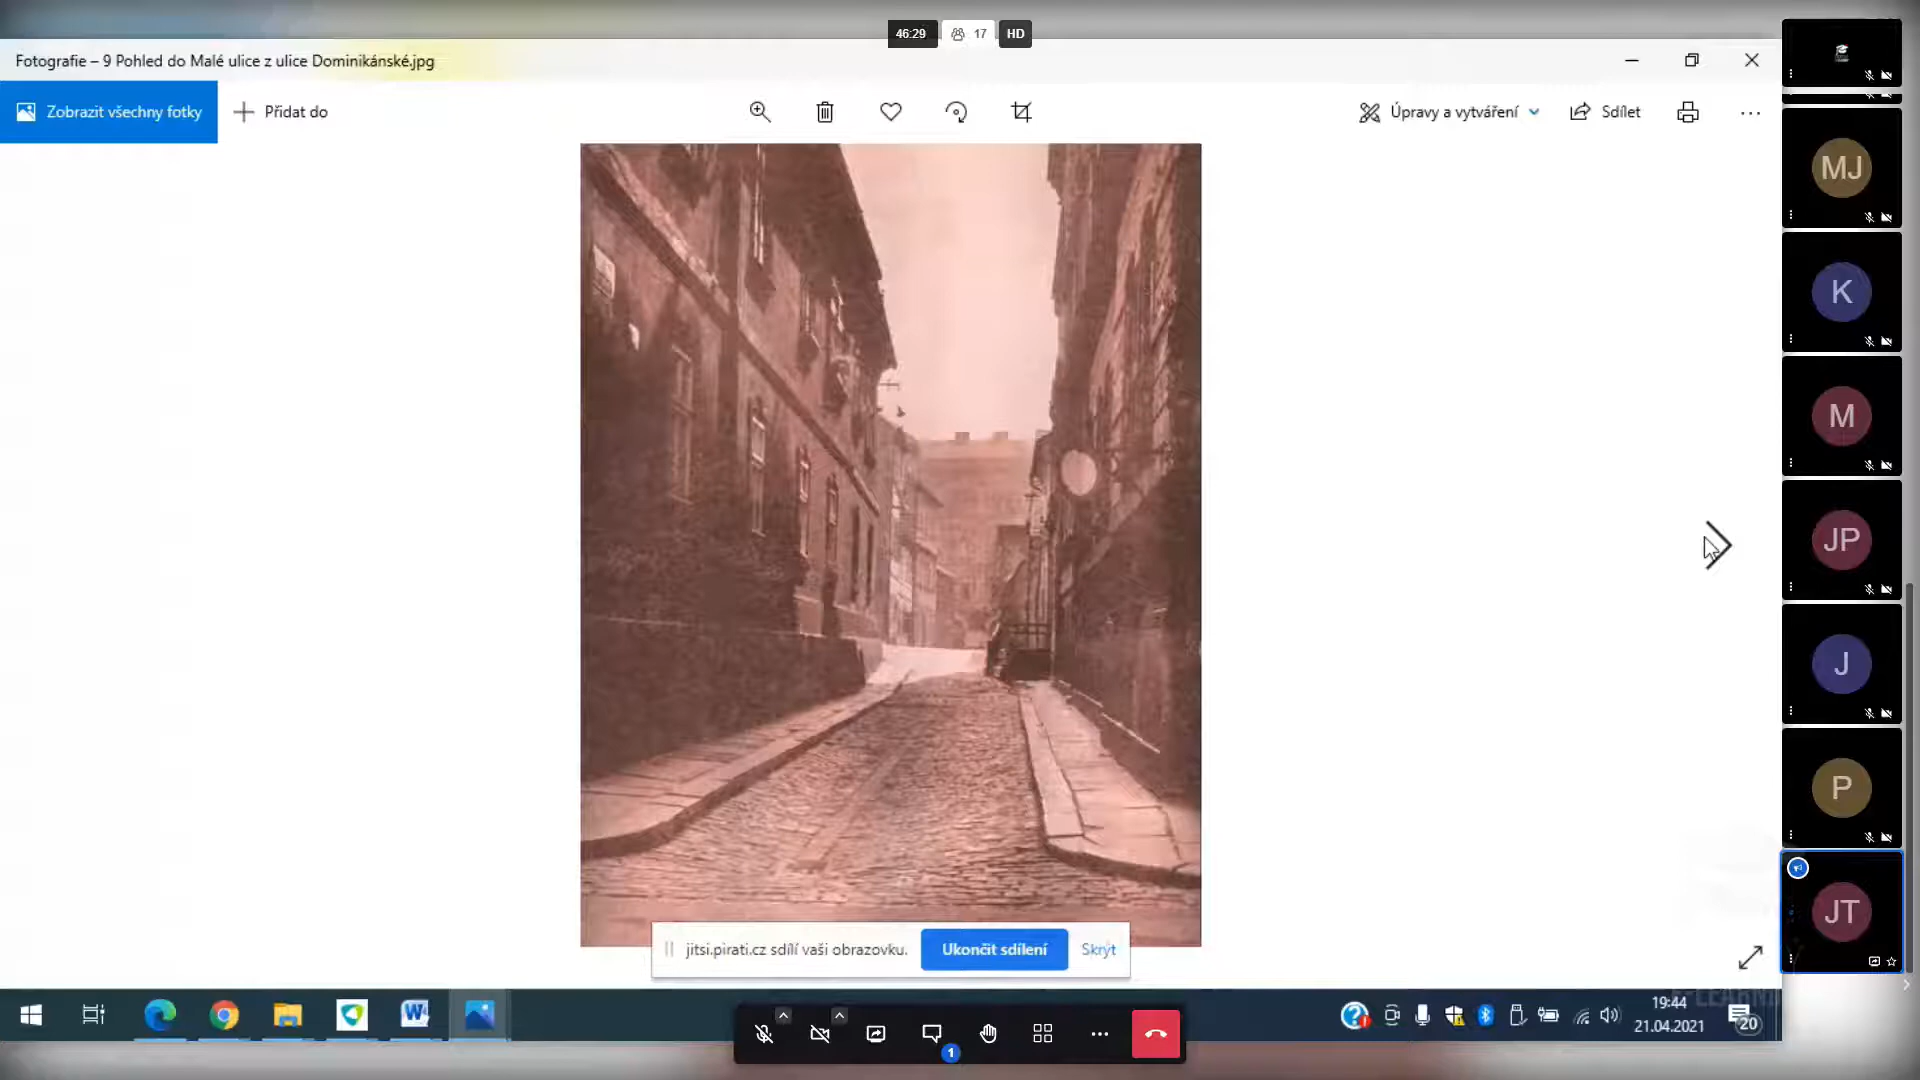 46:29
17
HD
Fotografie – 9 Pohled do Malé ulice z ulice Dominikánské.jpg
Zobrazit všechny fotky
Přidat do
Úpravy a vytváření
Sdílet
MJ
K
M
JP
J
P
JT
jitsi.pirati.cz sdílí vaši obrazovku.
Ukončit sdílení
Skrýt
19:44
21.04.2021
20
1